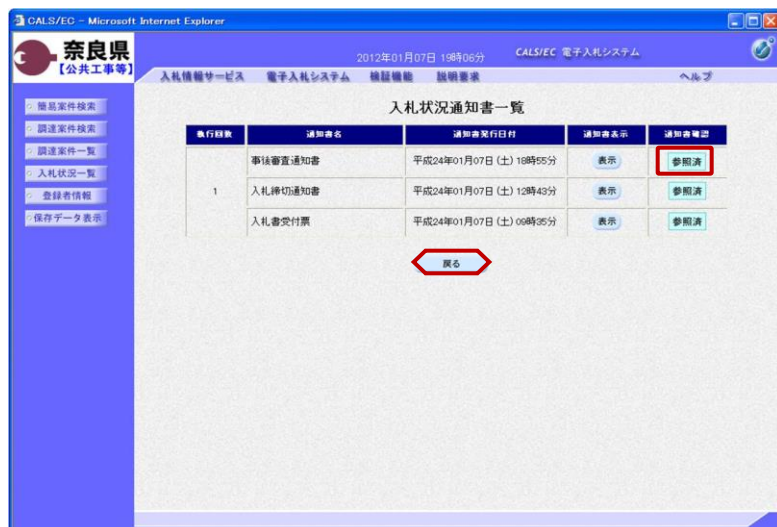 CALS/EC - Microsoft Internet Explorer
奈良県
【公共工事等】
2012年01月07日 19時06分
CALS/EC 電子入札システム
入札情報サービス 電子入札システム 検証機能 説明要求 ヘルプ
簡易案件検索
調達案件検索
調達案件一覧
入札状況一覧
登録者情報
保存データ表示
入札状況通知書一覧
執行回数 通知書名 通知書発行日付 通知書表示 通知書確認
事後審査通知書 平成24年01月07日 (土) 18時55分 表示 参照済
1 入札締切通知書 平成24年01月07日 (土) 12時43分 表示 参照済
入札書受付票 平成24年01月07日 (土) 09時35分 表示 参照済
戻る